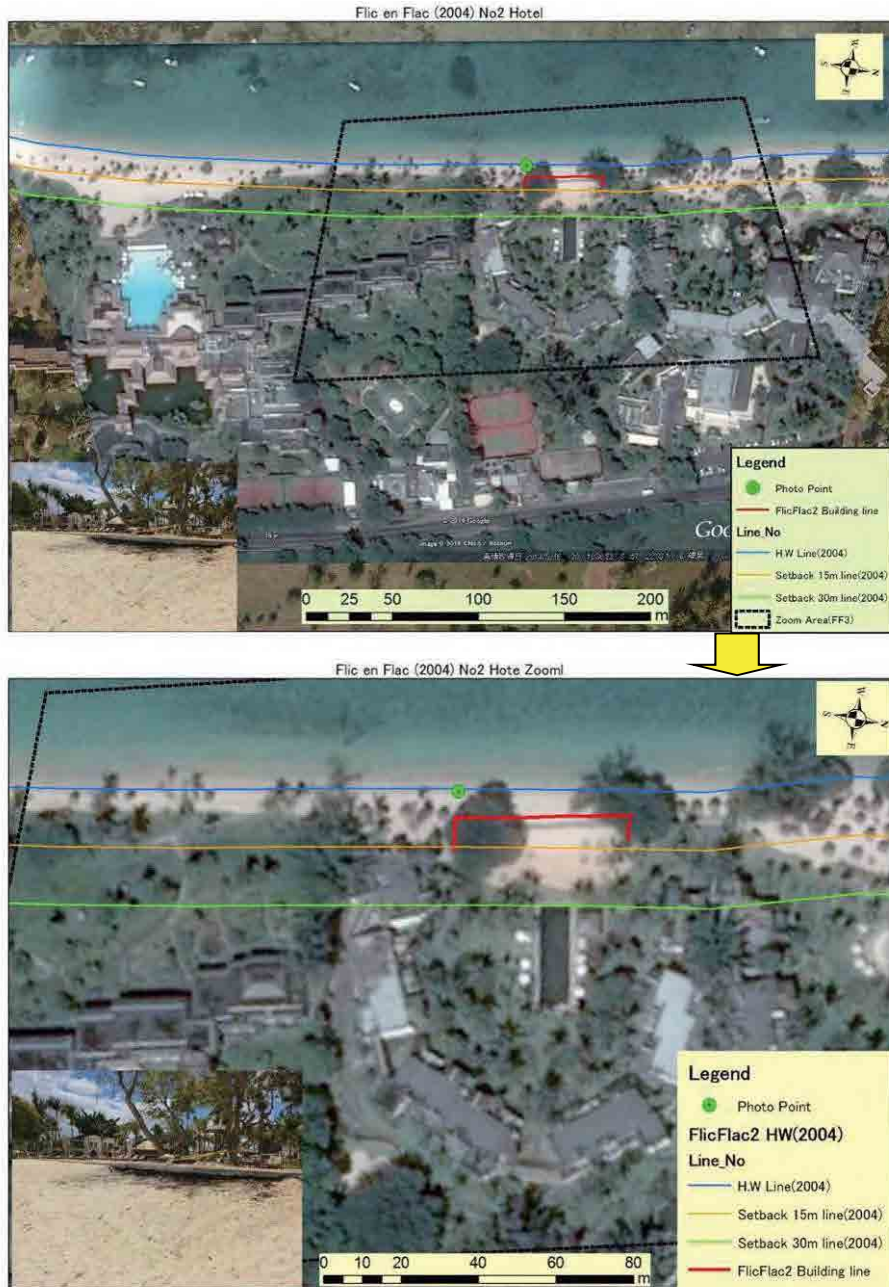 Flic en Flac (2004) No2 Hotel
W
N
S
E
Legend
Photo Point
FlicFlac2 Building line
Line_No
H.W Line(2004)
Setback 15m line(2004)
Setback 30m line(2004)
Zoom Area(FF3)
Goo
0 25 50 100 150 200
m
Flic en Flac (2004) No2 Hote Zooml
W
N
S
E
Legend
Photo Point
FlicFlac2 HW(2004)
Line_No
H.W Line(2004)
Setback 15m line(2004)
Setback 30m line(2004)
FlicFlac2 Building line
0 10 20 40 60 80
m